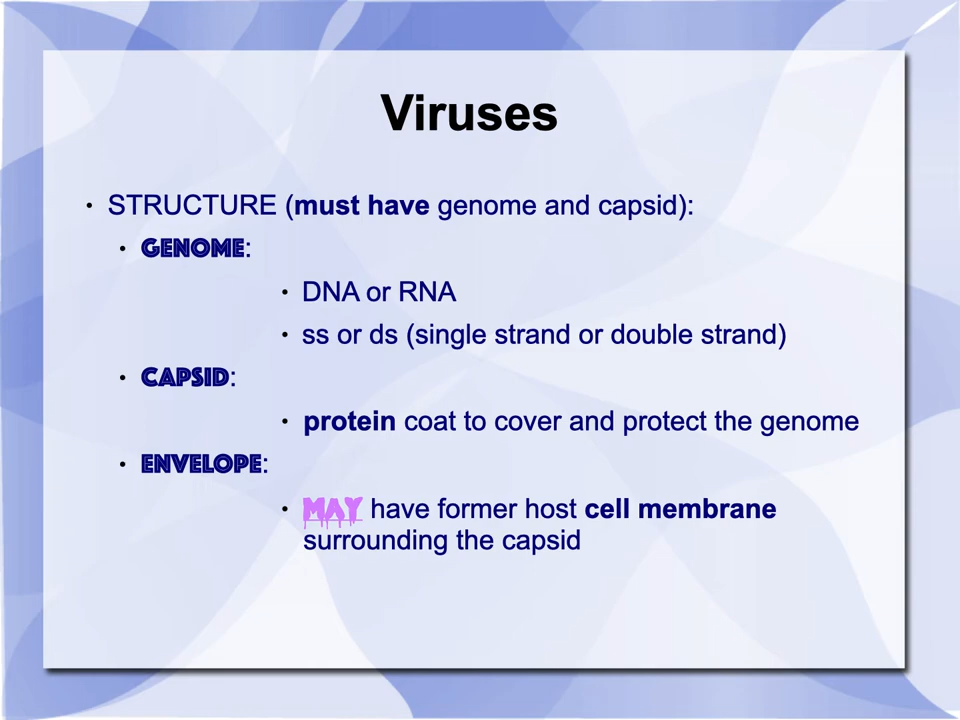 Viruses
• STRUCTURE (must have genome and capsid):
• GENOME:
• DNA or RNA
• ss or ds (single strand or double strand)
• CAPSID:
• protein coat to cover and protect the genome
• ENVELOPE:
• MAY have former host cell membrane
surrounding the capsid